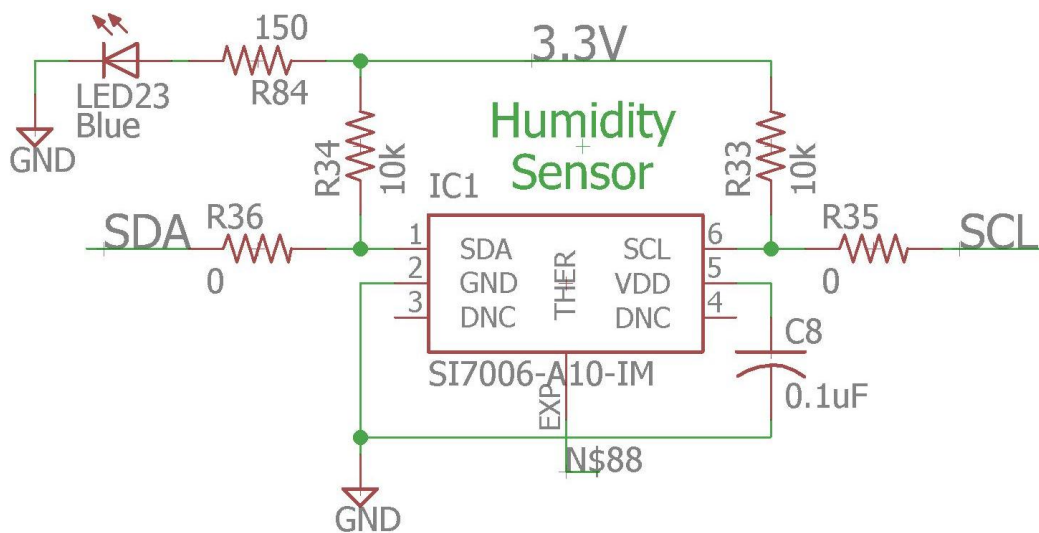 150
3.3V
R84
LED23
Blue
GND
Humidity
Sensor
R34
10k
R33
10k
IC1
SDA
R36
0
1
2
3
SDA
GND
DNC
THER
SCL
VDD
DNC
6
5
4
R35
0
SCL
SI7006-A10-IM
EXP
C8
0.1uF
N$88
GND